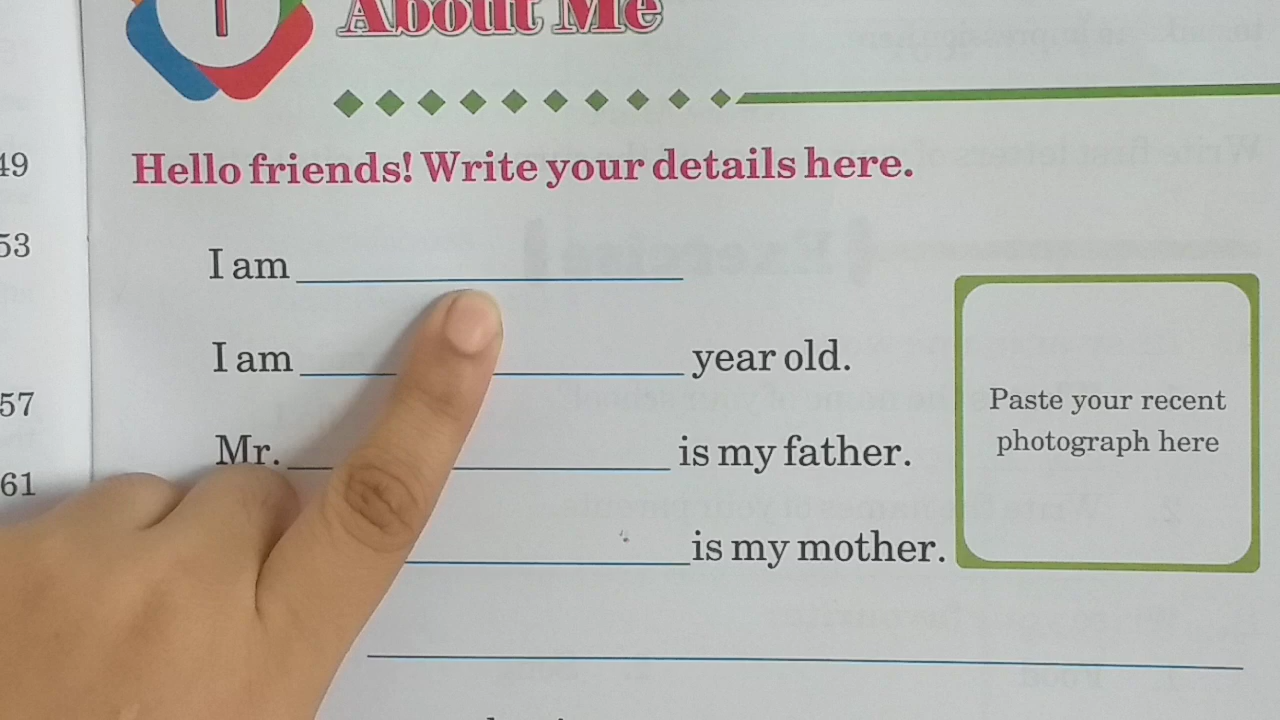 1
About Me
Hello friends! Write your details here.
I am
I am year old.
Mr. is my father.
is my mother.
Paste your recent
photograph here
49
53
57
61